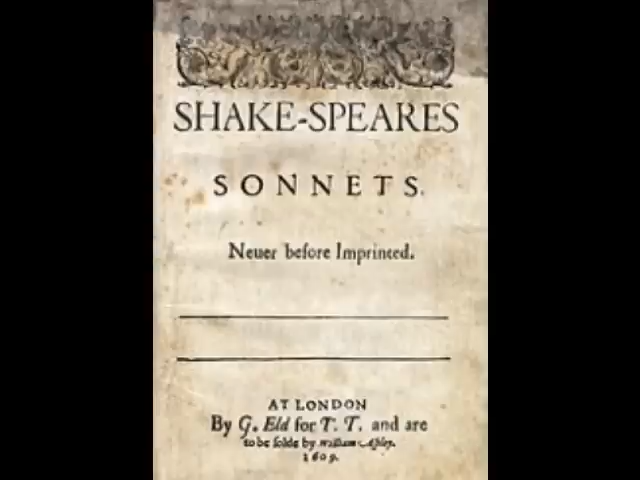 SHAKE-SPEARES
SONNETS.
Neuer before Imprinted.
AT LONDON
By G. Eld for T. T. and are
to be solde by William Aspley.
1609.